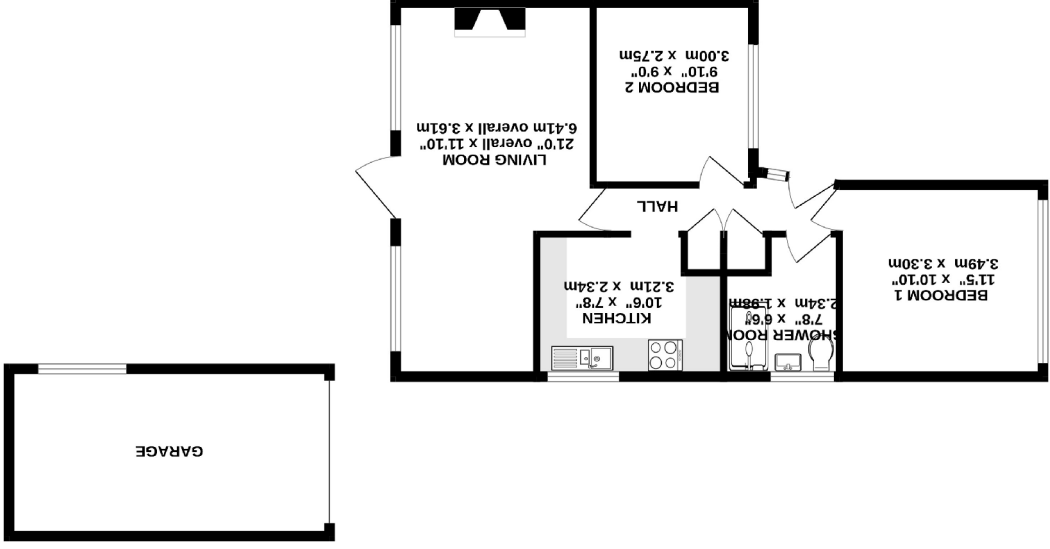 GARAGE
BEDROOM 1
11'5" x 10'10"
3.49m x 3.30m
SHOWER ROOM
7'8" x 6'6"
2.34m x 1.98m
KITCHEN
10'6" x 7'8"
3.21m x 2.34m
HALL
LIVING ROOM
21'0" overall x 11'10"
6.41m overall x 3.61m
BEDROOM 2
9'10" x 9'0"
3.00m x 2.75m